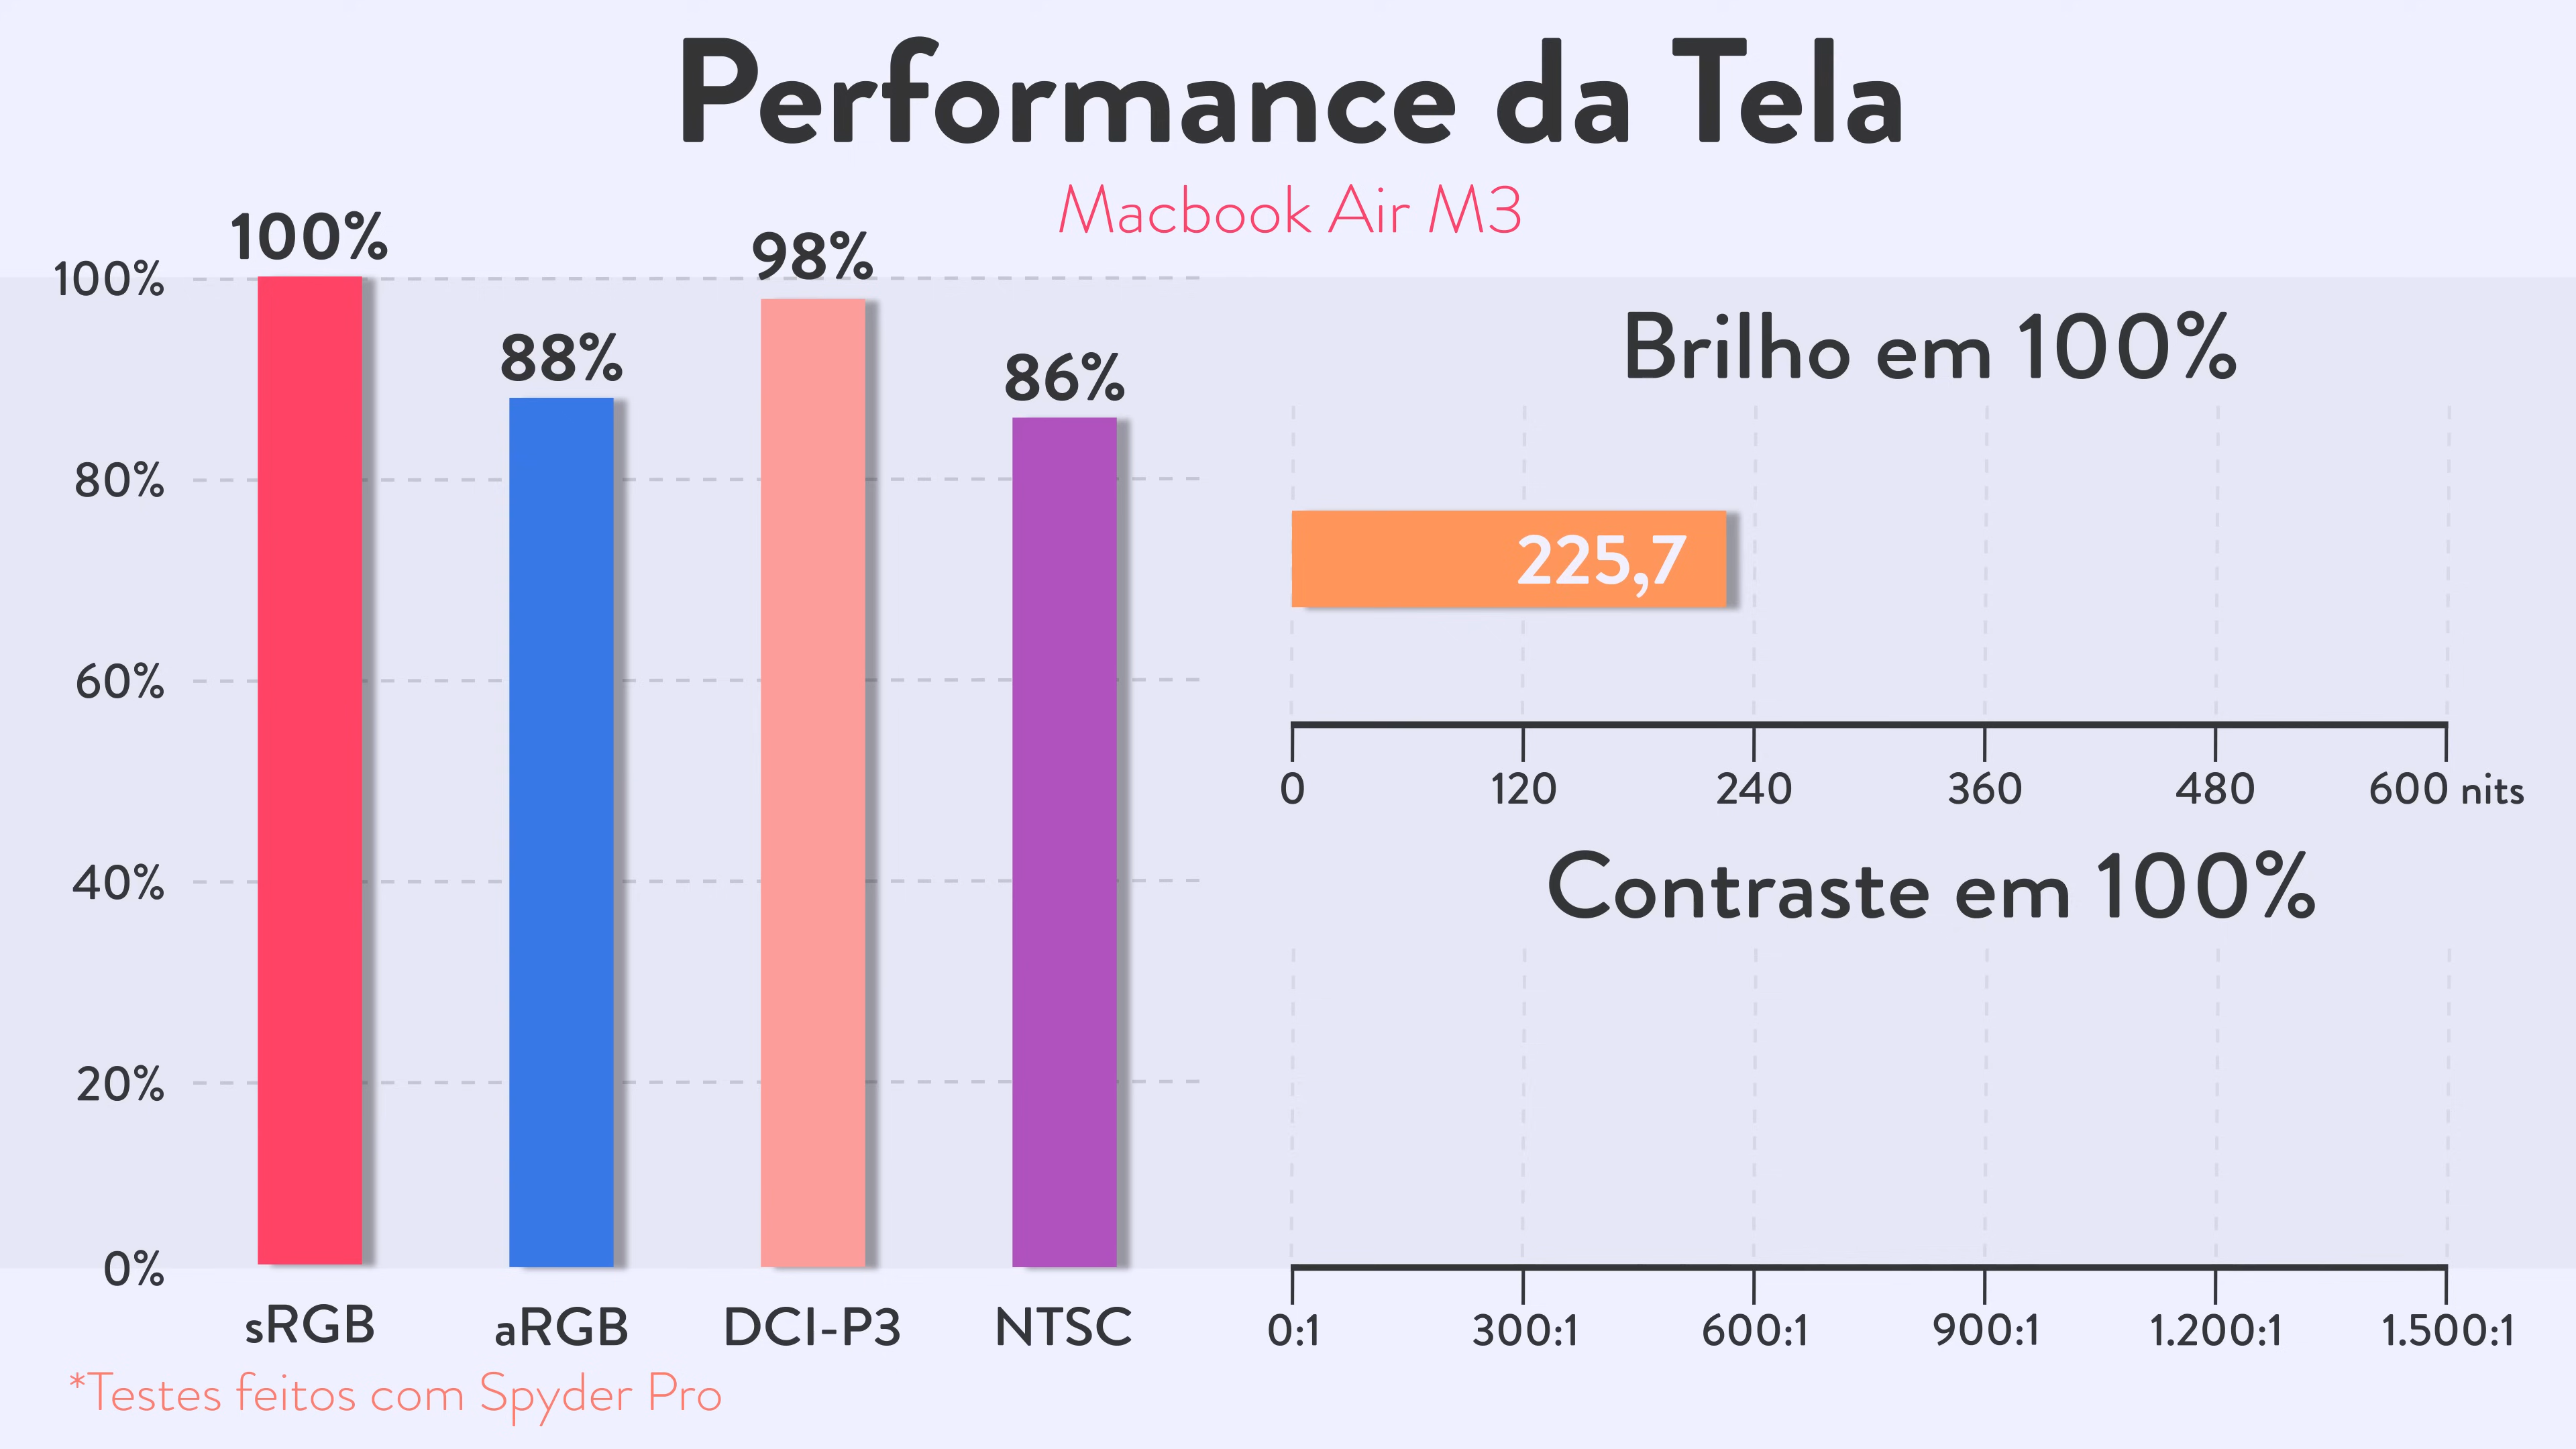 Performance da Tela
Macbook Air M3
100%
88%
98%
86%
100%
80%
60%
40%
20%
0%
sRGB
aRGB
DCI-P3
NTSC
*Testes feitos com Spyder Pro
Brilho em 100%
225,7
0 120 240 360 480 600 nits
Contraste em 100%
0:1 300:1 600:1 900:1 1.200:1 1.500:1